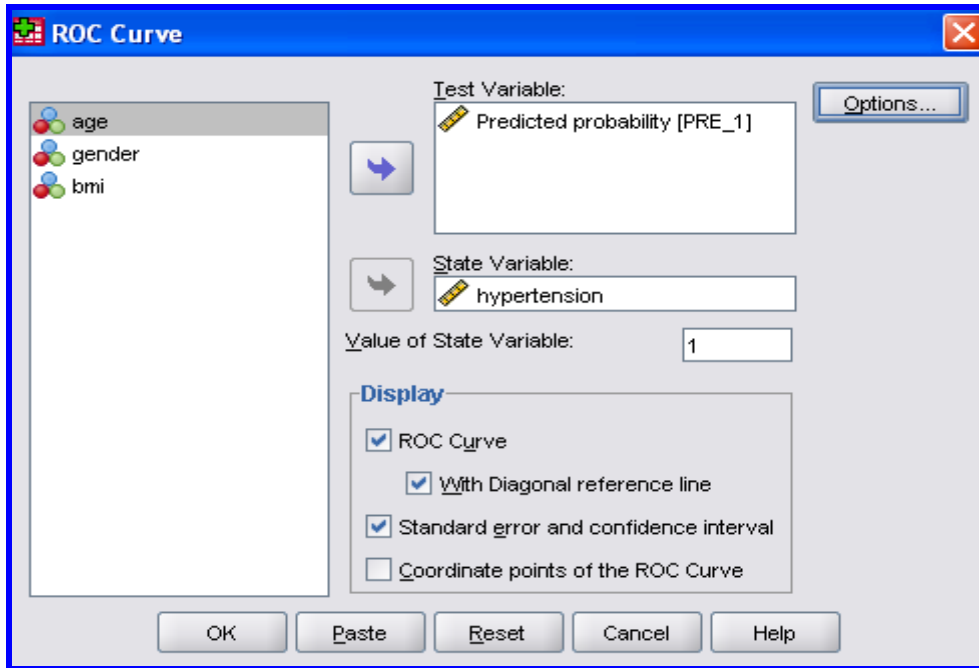 ROC Curve
age
gender
bmi
Test Variable:
Predicted probability [PRE_1]
Options...
State Variable:
hypertension
Value of State Variable:
1
Display
ROC Curve
With Diagonal reference line
Standard error and confidence interval
Coordinate points of the ROC Curve
OK
Paste
Reset
Cancel
Help